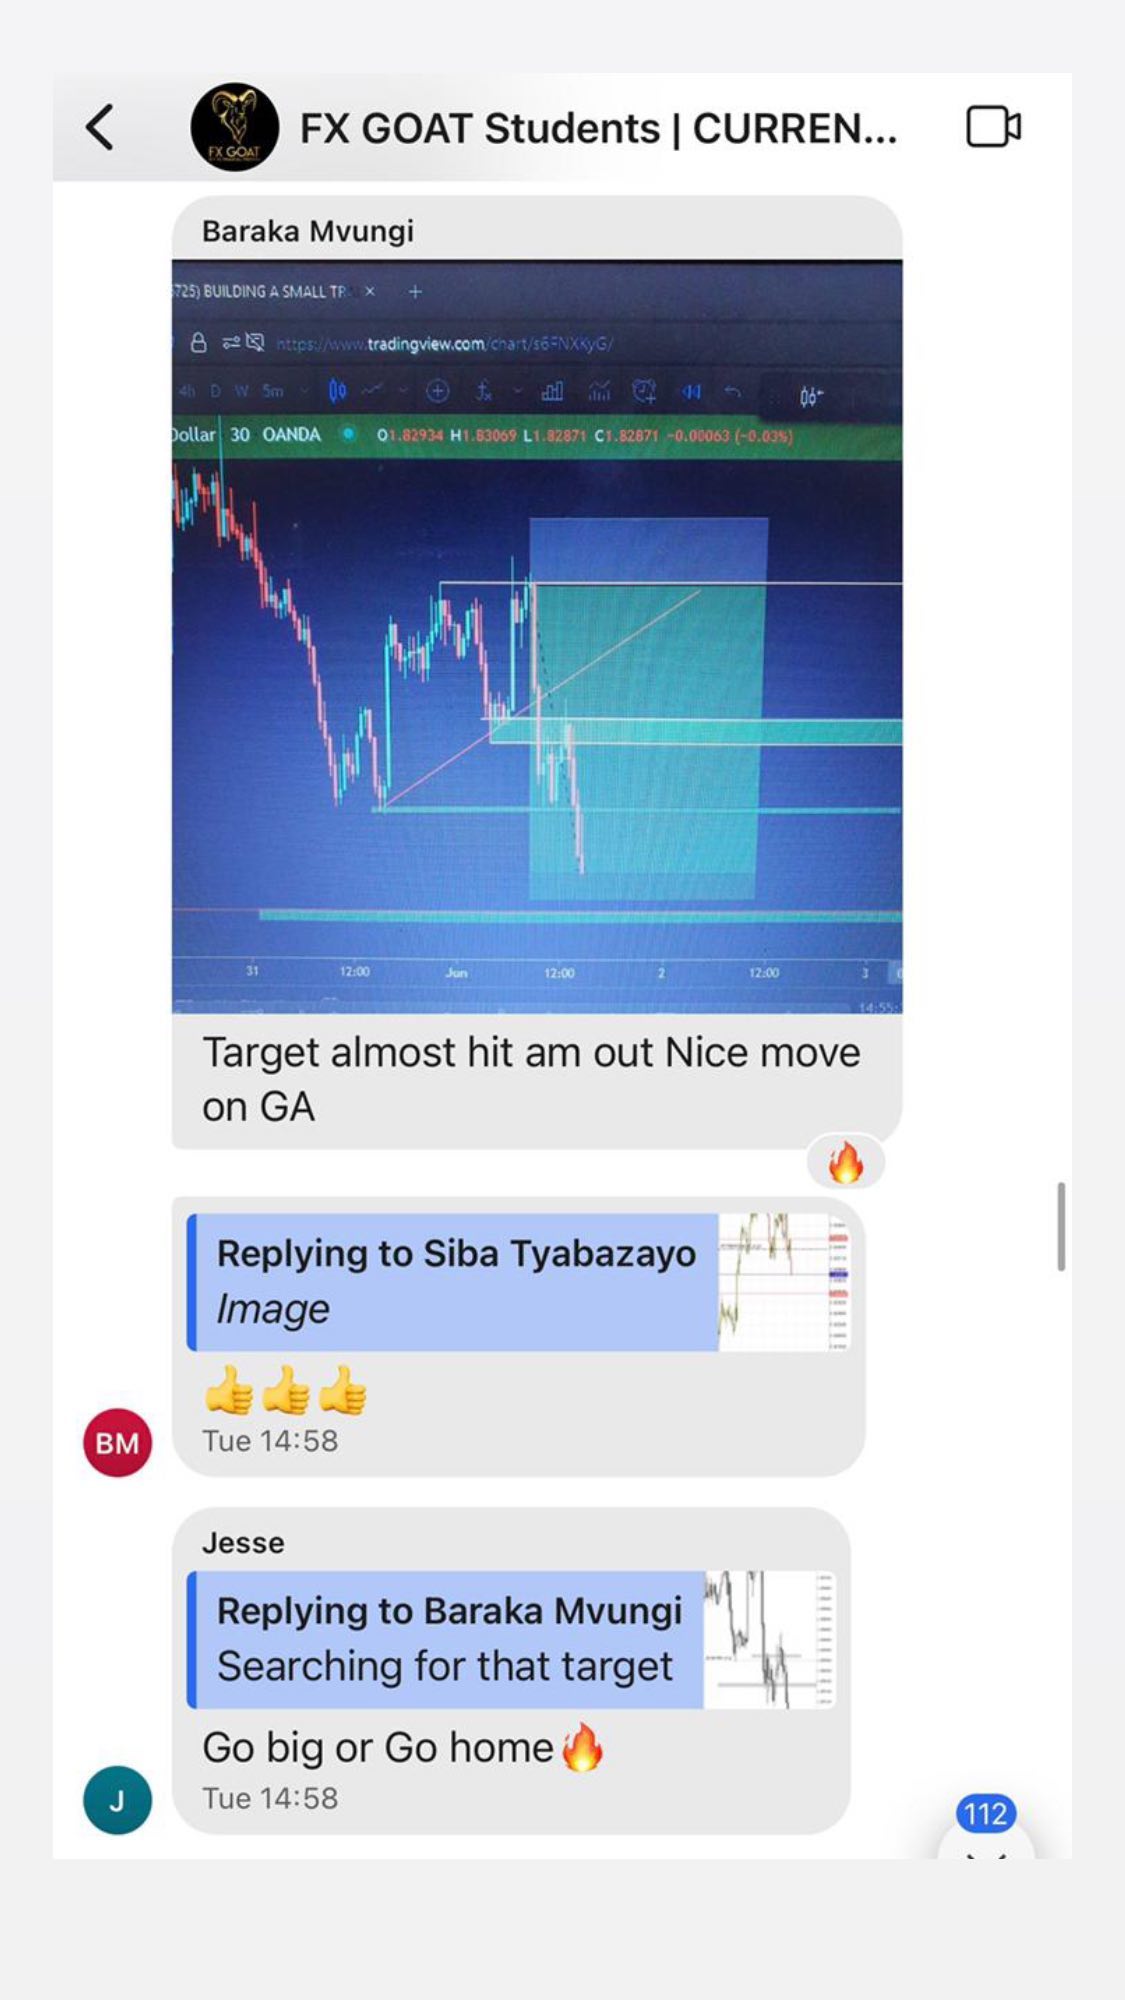 FX GOAT
FX GOAT Students | CURREN...
Baraka Mvungi
725) BUILDING A SMALL TR
https://www.tradingview.com/chart/s6FNXKyG/
4h D W 5m
Dollar 30 OANDA O1.82934 H1.83069 L1.82871 C1.82871 −0.00063 (−0.03%)
31 12:00 Jun 12:00 2 12:00 3
14:55:
Target almost hit am out Nice move
on GA
Replying to Siba Tyabazayo
Image
👍👍👍
BM
Tue 14:58
Jesse
Replying to Baraka Mvungi
Searching for that target
Go big or Go home🔥
J
Tue 14:58
112